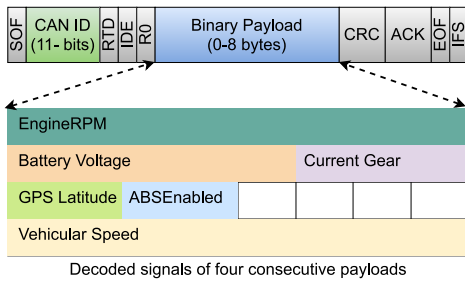 SOF
CAN ID
(11- bits)
RTD
IDE
R0
Binary Payload
(0-8 bytes)
CRC
ACK
EOF
IFS
EngineRPM
Battery Voltage
Current Gear
GPS Latitude
ABSEnabled
Vehicular Speed
Decoded signals of four consecutive payloads